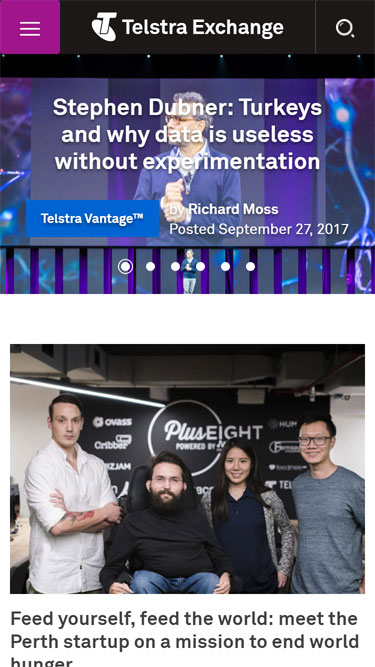 Telstra Exchange
Stephen Dubner: Turkeys
and why data is useless
without experimentation
Telstra Vantage™
by Richard Moss
Posted September 27, 2017
ovass
Cribber
RIZJAM
PlusEIGHT
POWERED BY
HUM
feedmee
TEL
Feed yourself, feed the world: meet the
Perth startup on a mission to end world
hunger